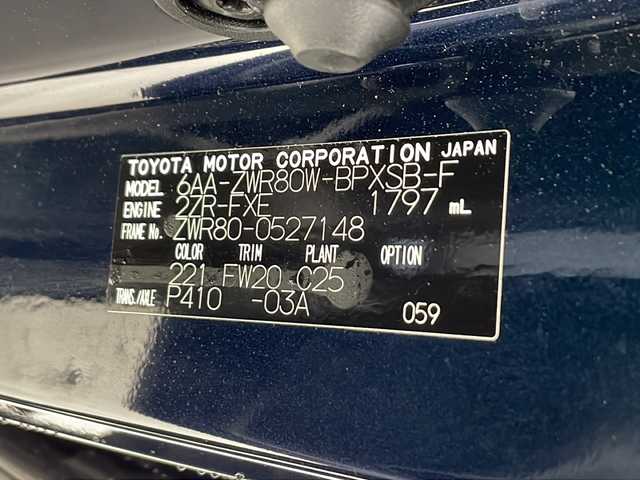 TOYOTA MOTOR CORPORATION JAPAN
MODEL 6AA-ZWR80W-BPXSB-F
ENGINE 2ZR-FXE 1797 mL
FRAME No. ZWR80-0527148
COLOR TRIM PLANT OPTION
221 FW20 C25
TRANS./AXLE P410 -03A 059